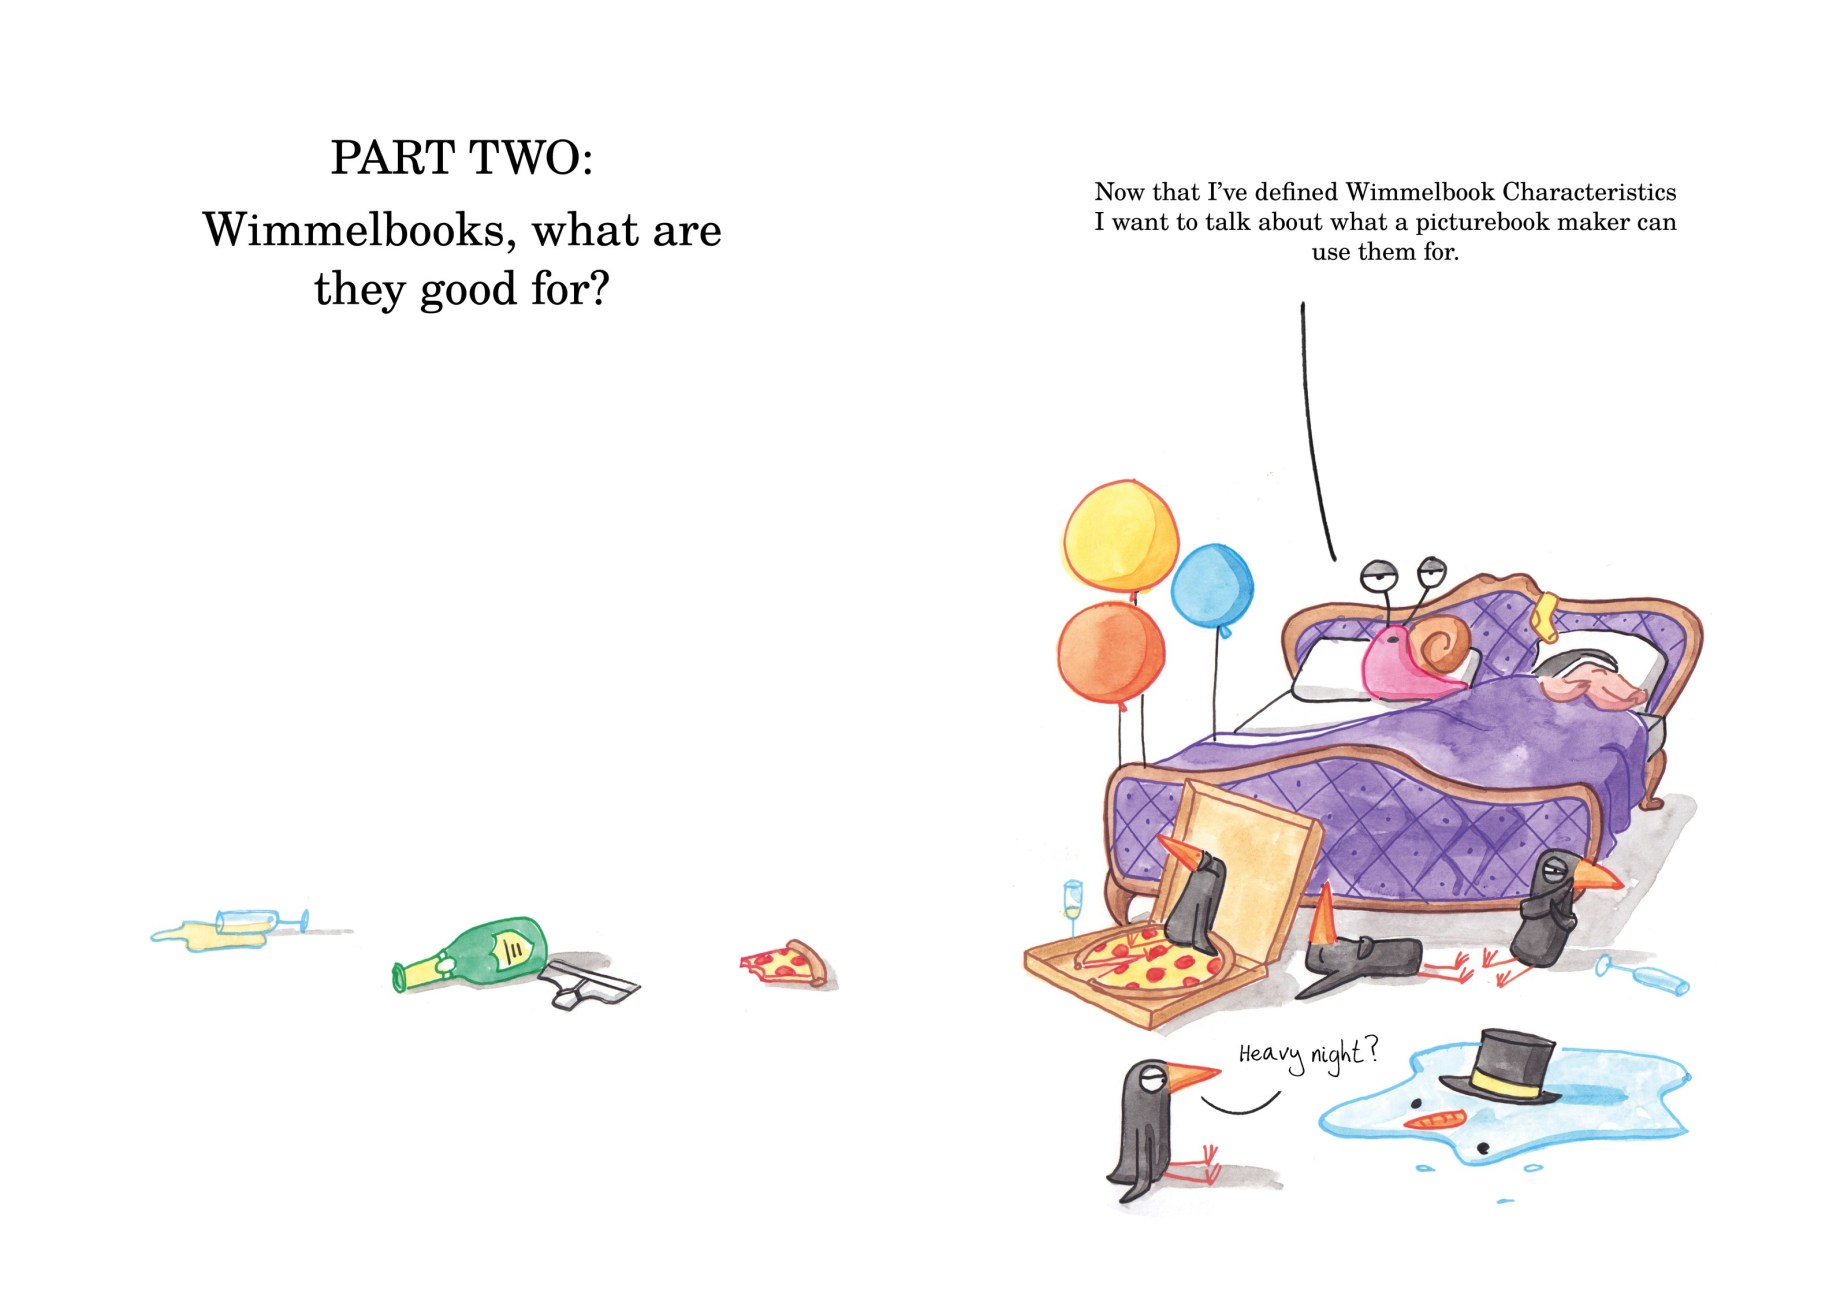 PART TWO:
Wimmelbooks, what are
they good for?
Now that I’ve defined Wimmelbook Characteristics
I want to talk about what a picturebook maker can
use them for.
Heavy night?